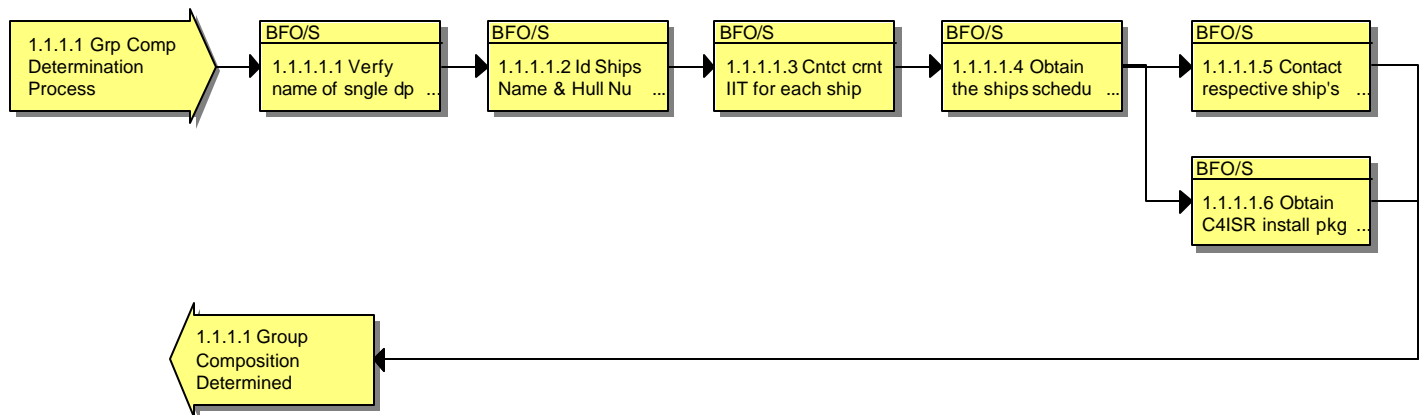 1.1.1.1 Grp Comp
Determination
Process
BFO/S
1.1.1.1.1 Verfy
name of sngle dp ...
BFO/S
1.1.1.1.2 Id Ships
Name & Hull Nu ...
BFO/S
1.1.1.1.3 Cntct crnt
IIT for each ship
BFO/S
1.1.1.1.4 Obtain
the ships schedu ...
BFO/S
1.1.1.1.5 Contact
respective ship's ...
BFO/S
1.1.1.1.6 Obtain
C4ISR install pkg ...
1.1.1.1 Group
Composition
Determined